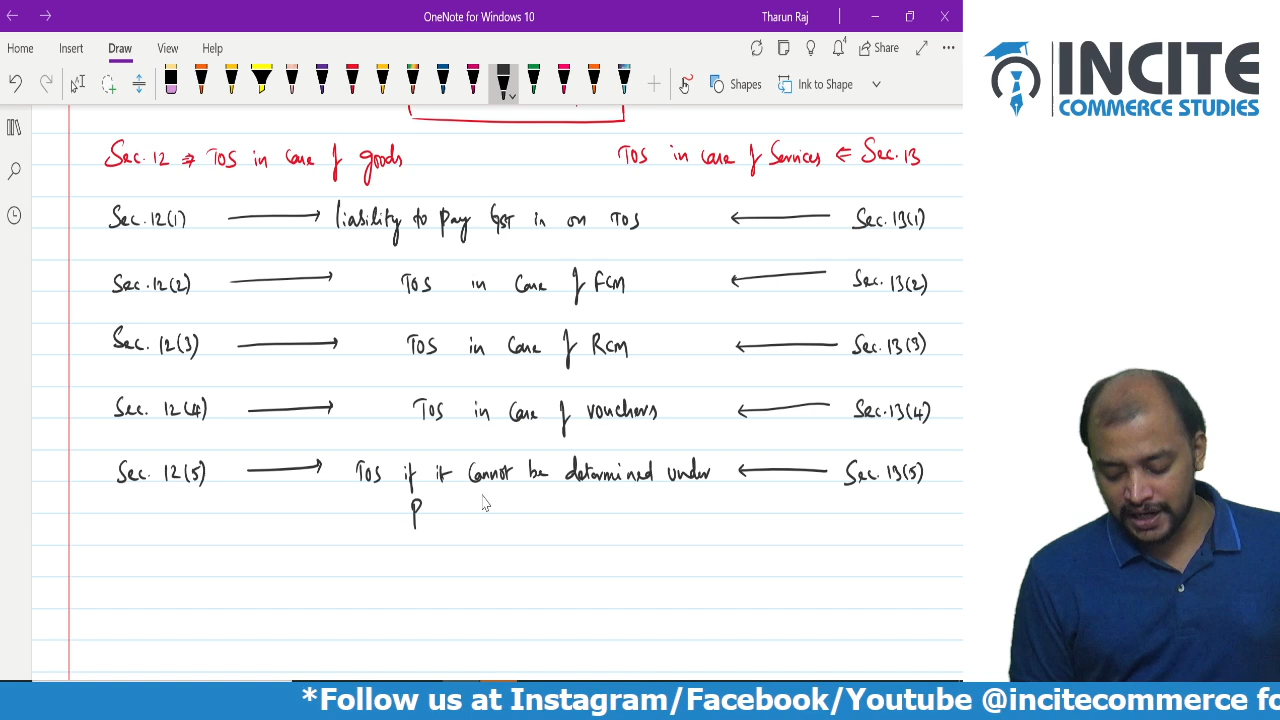 OneNote for Windows 10
Tharun Raj
Home Insert Draw View Help
4 Share
Shapes Ink to Shape
INCITE
COMMERCE STUDIES
Sec. 12 ⇒ TOS in case of goods
TOS in case of Services ⇐ Sec. 13
Sec. 12(1) → liability to pay GST in on TOS ← Sec. 13(1)
Sec. 12(2) → TOS in case of FCM ← Sec. 13(2)
Sec. 12(3) → TOS in case of RCM ← Sec. 13(3)
Sec. 12(4) → TOS in case of vouchers ← Sec. 13(4)
Sec. 12(5) → TOS if it cannot be determined under ← Sec. 13(5)
P
*Follow us at Instagram/Facebook/Youtube @incitecommerce fo